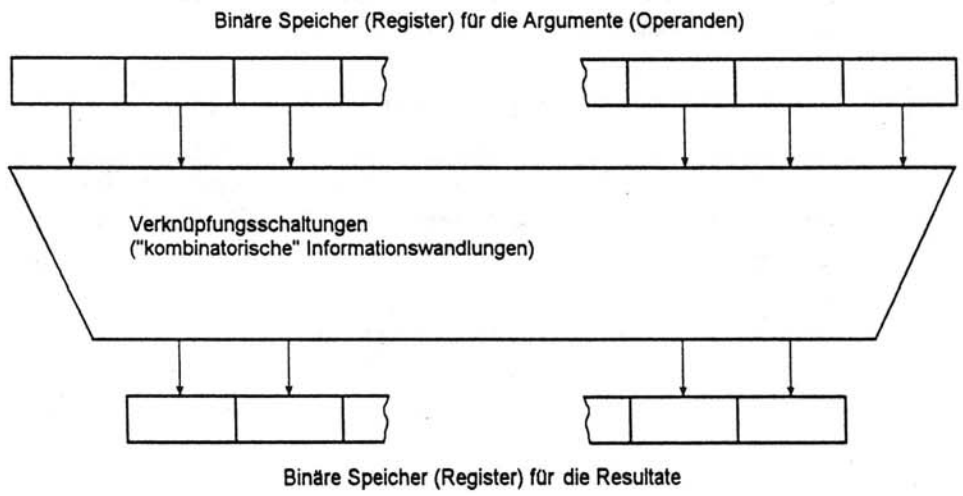 Binäre Speicher (Register) für die Argumente (Operanden)
Verknüpfungsschaltungen
("kombinatorische" Informationswandlungen)
Binäre Speicher (Register) für die Resultate